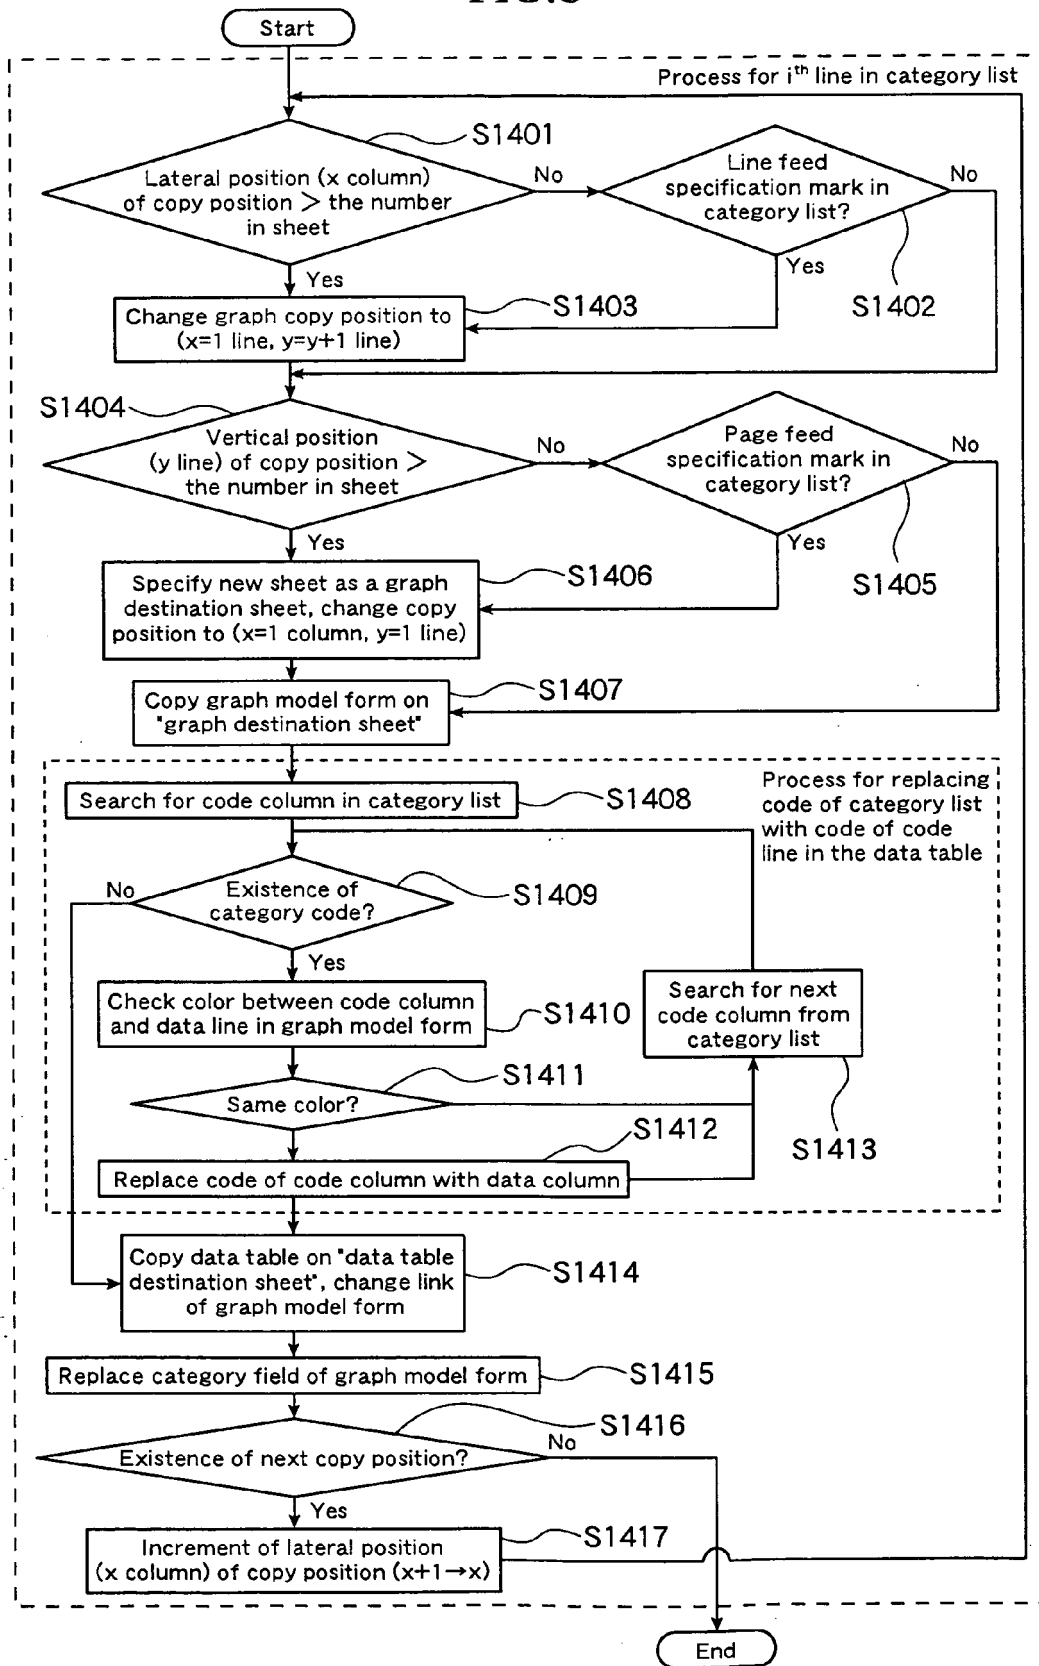 Start
Process for iᵗʰ line in category list
S1401
Lateral position (x column)
of copy position > the number
in sheet
No
Line feed
specification mark in
category list?
No
Yes
Yes
S1402
S1403
Change graph copy position to
(x=1 line, y=y+1 line)
S1404
Vertical position
(y line) of copy position >
the number in sheet
No
Page feed
specification mark in
category list?
No
Yes
Yes
S1405
S1406
Specify new sheet as a graph
destination sheet, change copy
position to (x=1 column, y=1 line)
S1407
Copy graph model form on
"graph destination sheet"
Process for replacing
code of category list
with code of code
line in the data table
Search for code column in category list
S1408
No
Existence of
category code?
S1409
Yes
Check color between code column
and data line in graph model form
S1410
Search for next
code column from
category list
S1411
Same color?
S1412
S1413
Replace code of code column with data column
Copy data table on "data table
destination sheet", change link
of graph model form
S1414
Replace category field of graph model form
S1415
S1416
Existence of next copy position?
No
Yes
S1417
Increment of lateral position
(x column) of copy position (x+1→x)
End